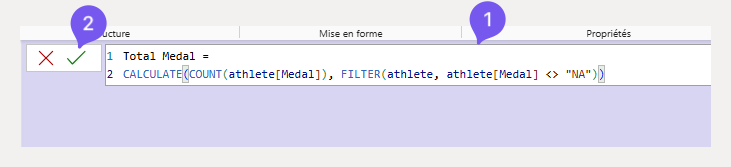 2
1
ucture
Mise en forme
Propriétés
1 Total Medal =
2 CALCULATE(COUNT(athlete[Medal]), FILTER(athlete, athlete[Medal] <> "NA"))